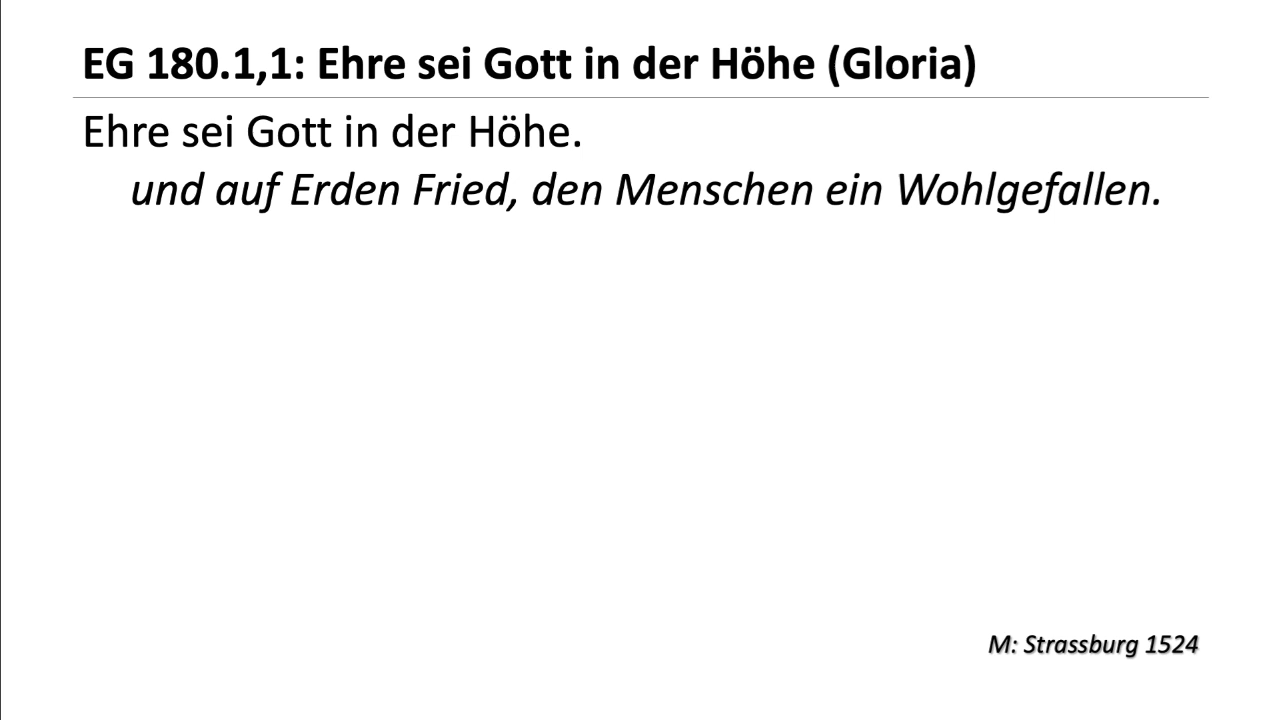 EG 180.1,1: Ehre sei Gott in der Höhe (Gloria)
Ehre sei Gott in der Höhe.
und auf Erden Fried, den Menschen ein Wohlgefallen.
M: Strassburg 1524